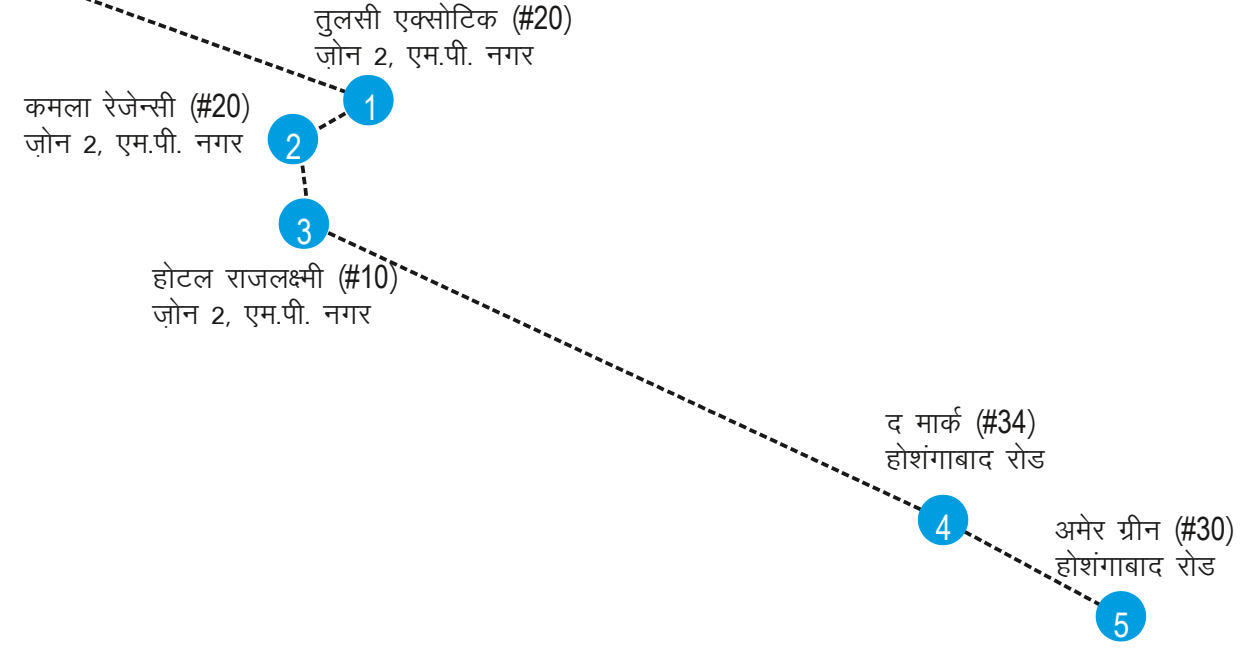 तुलसी एक्सोटिक (#20)
ज़ोन 2, एम.पी. नगर
1
कमला रेजेन्सी (#20)
ज़ोन 2, एम.पी. नगर
2
3
होटल राजलक्ष्मी (#10)
ज़ोन 2, एम.पी. नगर
द मार्क (#34)
होशंगाबाद रोड
4
अमेर ग्रीन (#30)
होशंगाबाद रोड
5